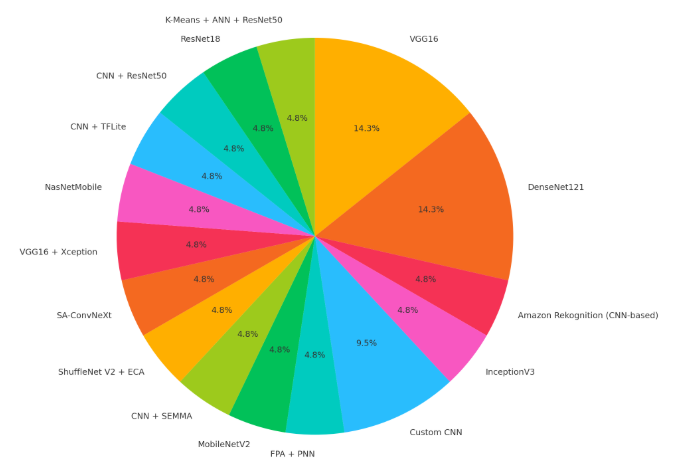 K-Means + ANN + ResNet50
ResNet18
VGG16
CNN + ResNet50
CNN + TFLite
NasNetMobile
DenseNet121
VGG16 + Xception
SA-ConvNeXt
Amazon Rekognition (CNN-based)
ShuffleNet V2 + ECA
InceptionV3
CNN + SEMMA
Custom CNN
MobileNetV2
FPA + PNN
14.3%
14.3%
4.8%
4.8%
9.5%
4.8%
4.8%
4.8%
4.8%
4.8%
4.8%
4.8%
4.8%
4.8%
4.8%
4.8%